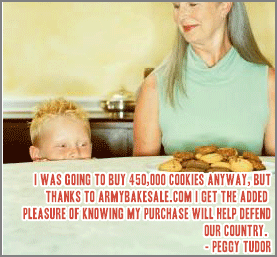 I WAS GOING TO BUY 450,000 COOKIES ANYWAY, BUT
THANKS TO ARMYBAKESALE.COM I GET THE ADDED
PLEASURE OF KNOWING MY PURCHASE WILL HELP DEFEND
OUR COUNTRY.
- PEGGY TUDOR